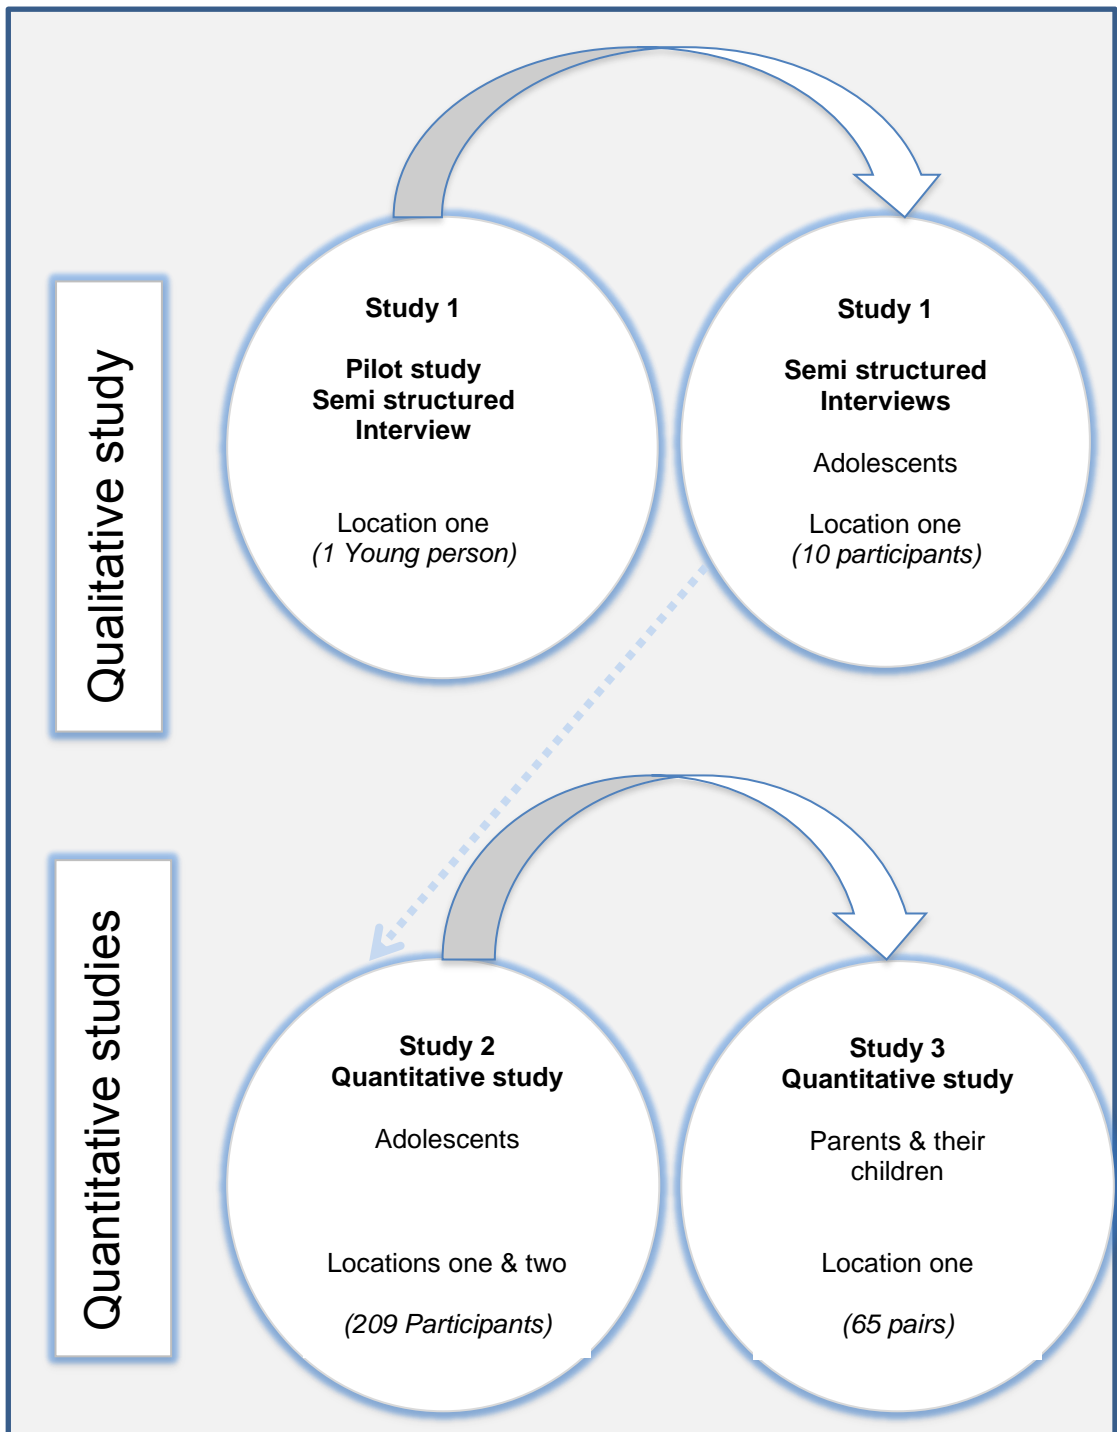 Qualitative study
Study 1
Pilot study
Semi structured
Interview
Location one
(1 Young person)
Study 1
Semi structured
Interviews
Adolescents
Location one
(10 participants)
Quantitative studies
Study 2
Quantitative study
Adolescents
Locations one & two
(209 Participants)
Study 3
Quantitative study
Parents & their
children
Location one
(65 pairs)